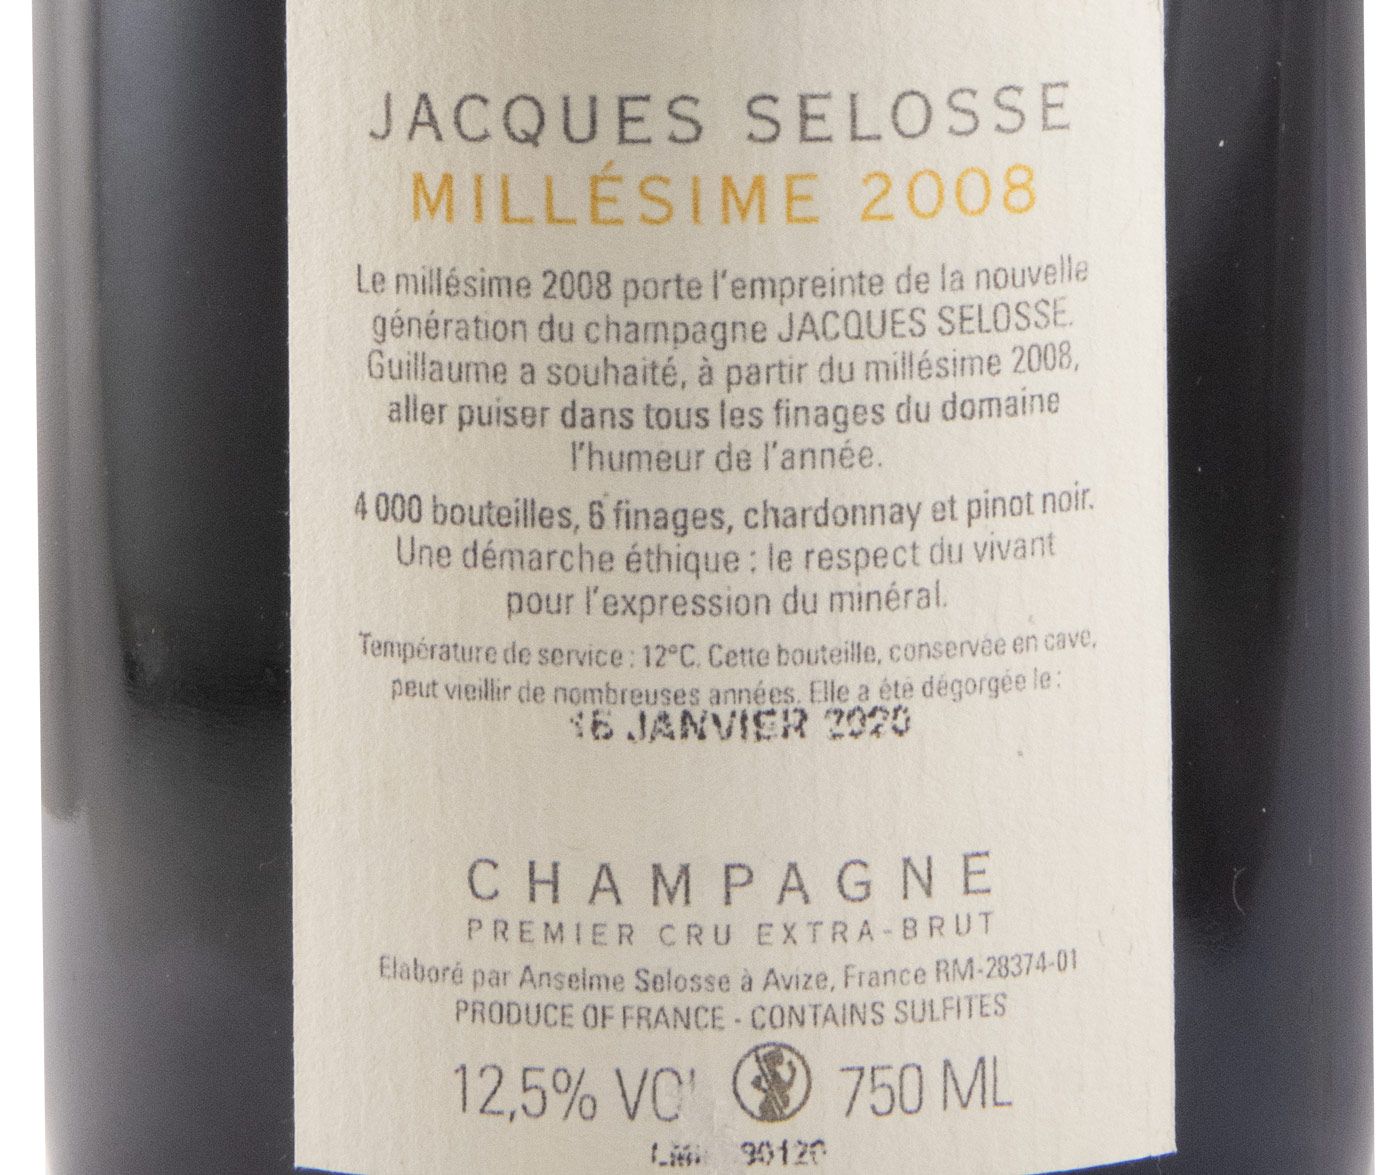 JACQUES SELOSSE
MILLÉSIME 2008
Le millésime 2008 porte l'empreinte de la nouvelle
génération du champagne JACQUES SELOSSE.
Guillaume a souhaité, à partir du millésime 2008,
aller puiser dans tous les finages du domaine
l'humeur de l'année.
4 000 bouteilles, 6 finages, chardonnay et pinot noir.
Une démarche éthique : le respect du vivant
pour l'expression du minéral.
Température de service : 12°C. Cette bouteille, conservée en cave,
peut vieillir de nombreuses années. Elle a été dégorgée le :
16 JANVIER 2020
CHAMPAGNE
PREMIER CRU EXTRA-BRUT
Elaboré par Anselme Selosse à Avize, France RM-28374-01
PRODUCE OF FRANCE - CONTAINS SULFITES
12,5% 750 ML